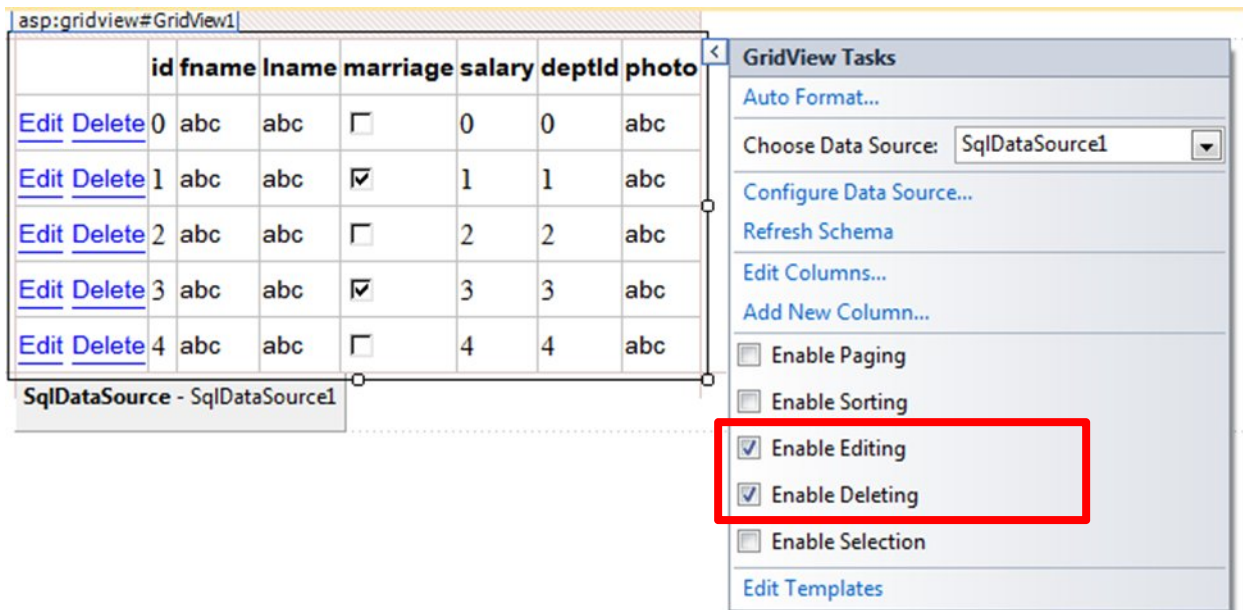 asp:gridview#GridView1
id fname lname marriage salary deptId photo
Edit Delete 0 abc abc 0 0 abc
Edit Delete 1 abc abc 1 1 abc
Edit Delete 2 abc abc 2 2 abc
Edit Delete 3 abc abc 3 3 abc
Edit Delete 4 abc abc 4 4 abc
SqlDataSource - SqlDataSource1
GridView Tasks
Auto Format...
Choose Data Source: SqlDataSource1
Configure Data Source...
Refresh Schema
Edit Columns...
Add New Column...
Enable Paging
Enable Sorting
Enable Editing
Enable Deleting
Enable Selection
Edit Templates